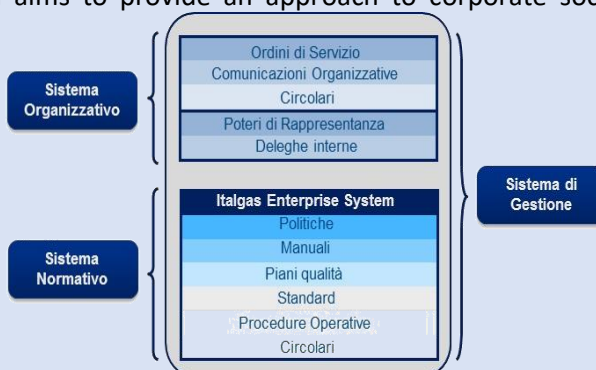 aims to provide an approach to corporate soc
Ordini di Servizio
Comunicazioni Organizzative
Circolari
Poteri di Rappresentanza
Deleghe interne
Sistema
Organizzativo
Italgas Enterprise System
Politiche
Manuali
Piani qualità
Standard
Procedure Operative
Circolari
Sistema
Normativo
Sistema di
Gestione